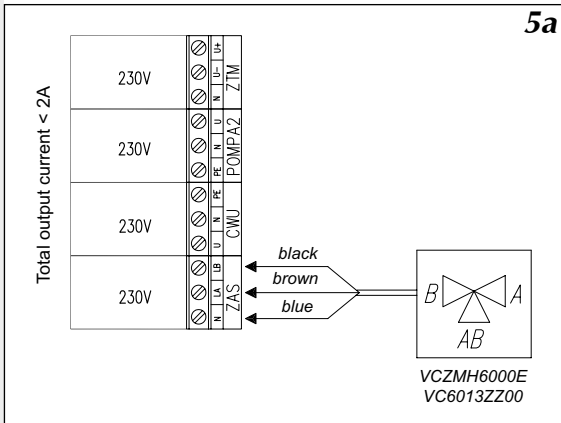 5a
Total output current < 2A
230V
U+
U-
N
ZTM
230V
U
N
PE
POMPA2
230V
PE
N
U
CWU
230V
LB
LA
N
ZAS
black
brown
blue
B
A
AB
VCZMH6000E
VC6013ZZ00